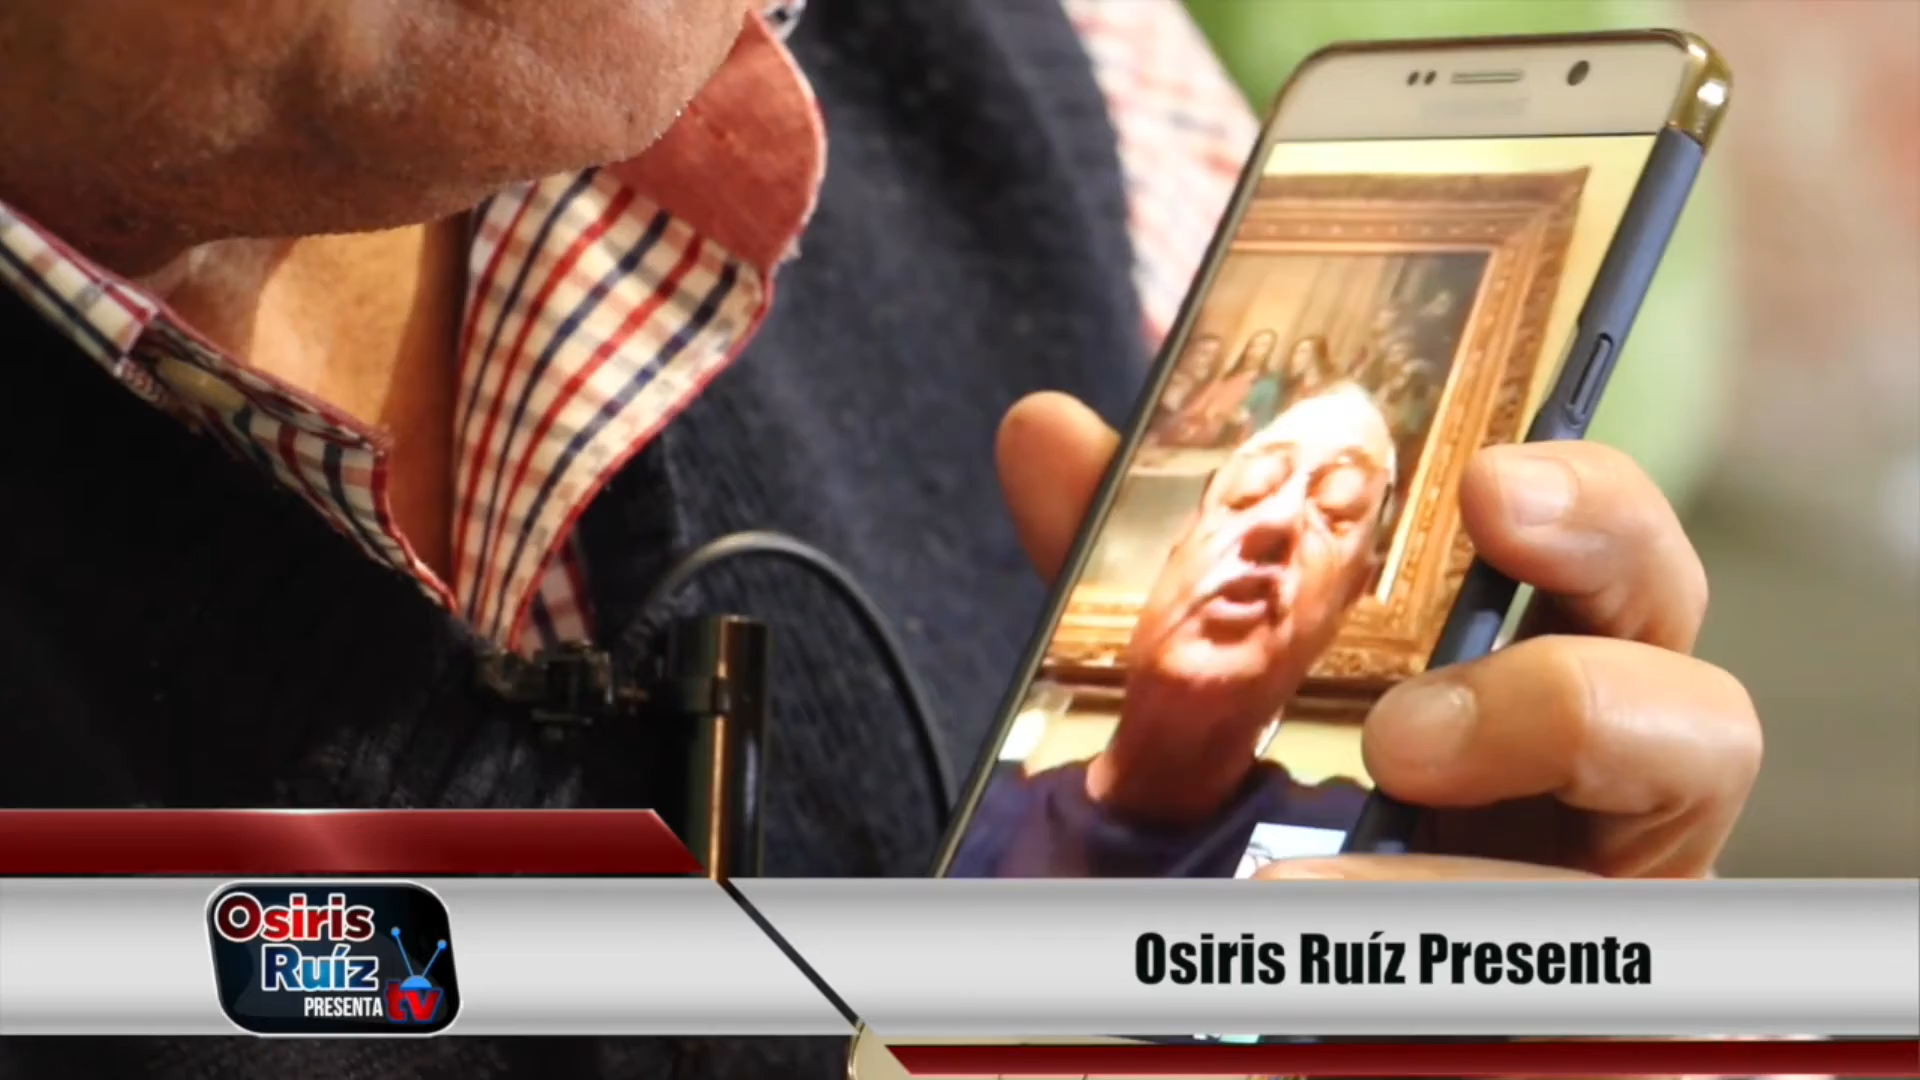 Osiris
Ruíz
PRESENTA tv
Osiris Ruíz Presenta